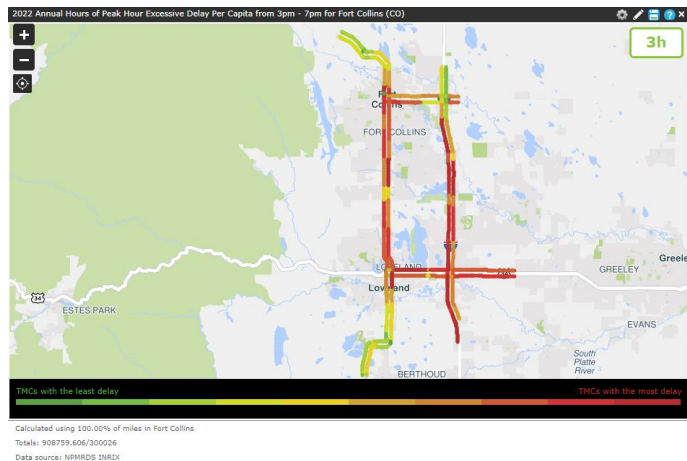 2022 Annual Hours of Peak Hour Excessive Delay Per Capita from 3pm - 7pm for Fort Collins (CO)
3h
Fort
Collins
FORT COLLINS
LOVELAND
Loveland
GREELEY
Greele
34
ESTES PARK
EVANS
South
Platte
River
BERTHOUD
TMCs with the least delay
TMCs with the most delay
Calculated using 100.00% of miles in Fort Collins
Totals: 908759.606/300026
Data source: NPMRDS INRIX